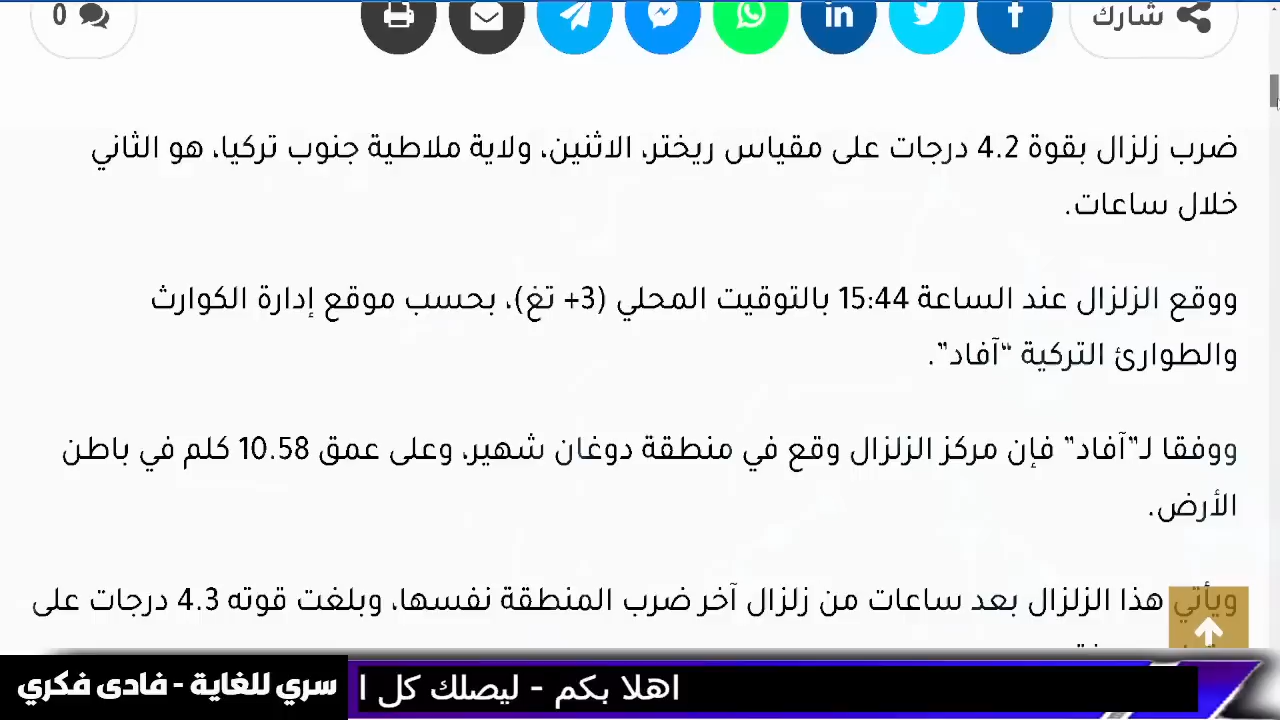 شارك
0
ضرب زلزال بقوة 4.2 درجات على مقياس ريختر، الاثنين، ولاية ملاطية جنوب تركيا، هو الثاني
خلال ساعات.
ووقع الزلزال عند الساعة 15:44 بالتوقيت المحلي (3+ تغ)، بحسب موقع إدارة الكوارث
والطوارئ التركية “آفاد”.
ووفقا لـ”آفاد” فإن مركز الزلزال وقع في منطقة دوغان شهير، وعلى عمق 10.58 كلم في باطن
الأرض.
ويأتي هذا الزلزال بعد ساعات من زلزال آخر ضرب المنطقة نفسها، وبلغت قوته 4.3 درجات على
اهلا بكم - ليصلك كل ا
سري للغاية - فادى فكري